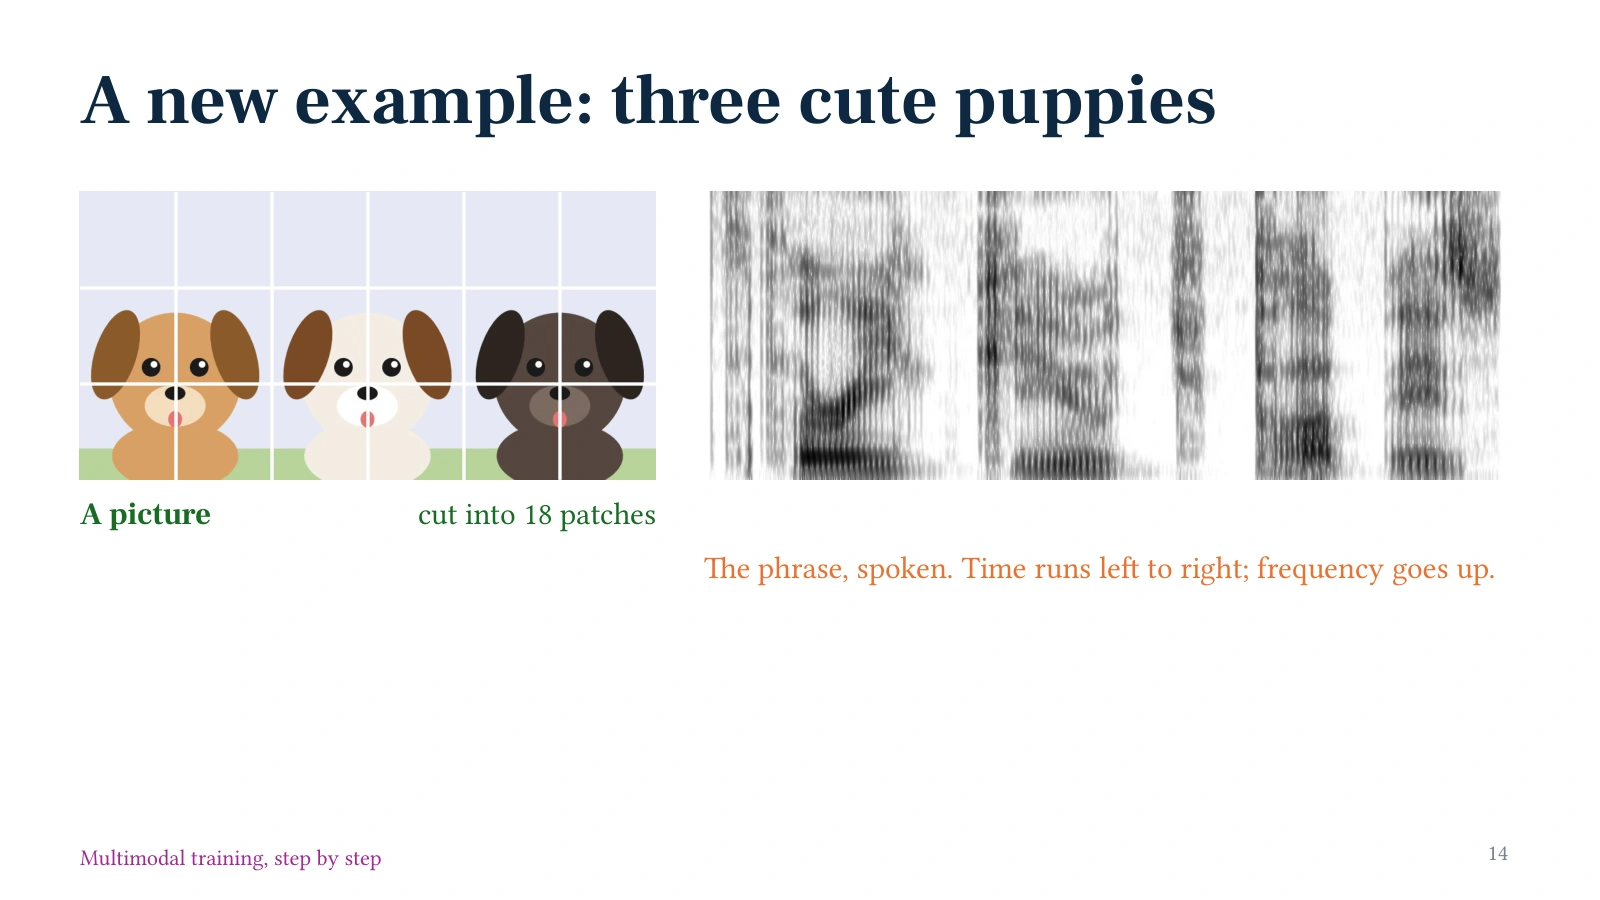 A new example: three cute puppies
A picture
cut into 18 patches
The phrase, spoken. Time runs left to right; frequency goes up.
Multimodal training, step by step
14